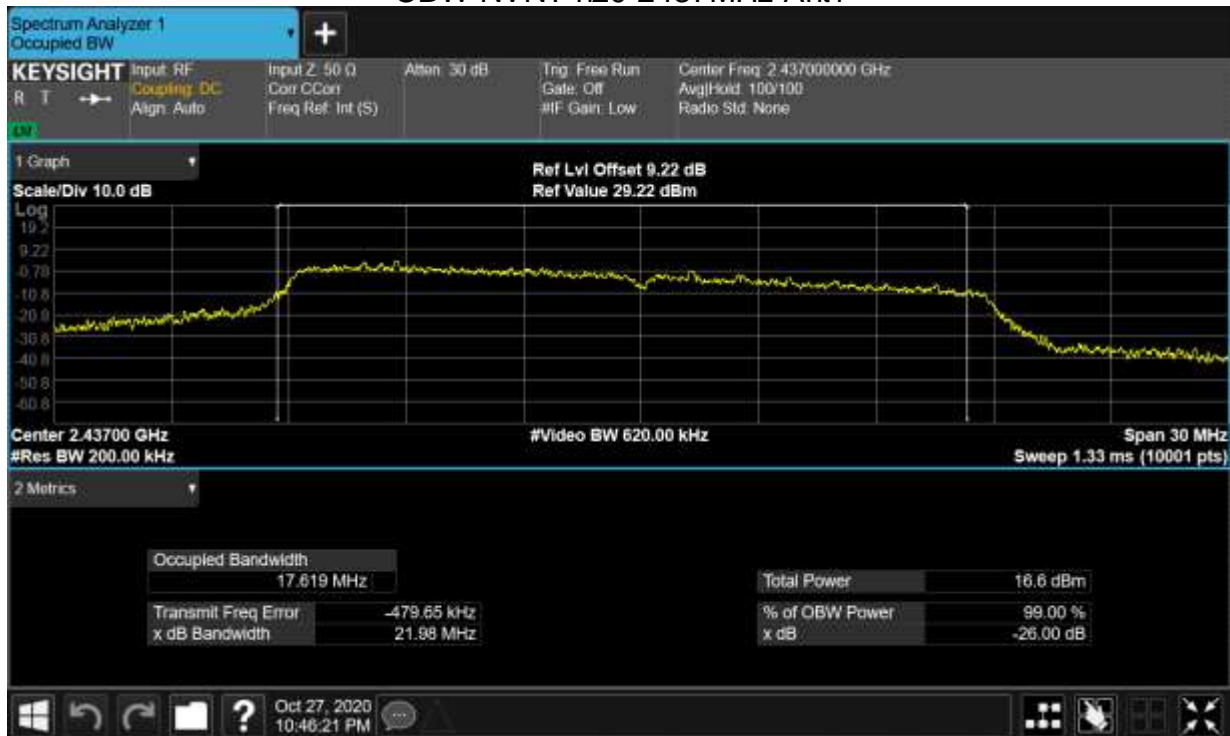 OBW NVNT n20 2437MHz Ant1
Spectrum Analyzer 1
Occupied BW
+
KEYSIGHT
R T
Input: RF
Coupling: DC
Align: Auto
Input Z: 50 Ω
Corr CCorr
Freq Ref: Int (S)
Atten: 30 dB
Trig: Free Run
Gate: Off
#IF Gain: Low
Center Freq: 2.437000000 GHz
Avg|Hold: 100/100
Radio Std: None
1 Graph
Scale/Div 10.0 dB
Ref Lvl Offset 9.22 dB
Ref Value 29.22 dBm
Log
19.2
9.22
-0.78
-10.8
-20.8
-30.8
-40.8
-50.8
-60.8
Center 2.43700 GHz
#Res BW 200.00 kHz
#Video BW 620.00 kHz
Span 30 MHz
Sweep 1.33 ms (10001 pts)
2 Metrics
Occupied Bandwidth
17.619 MHz
Transmit Freq Error -479.65 kHz
x dB Bandwidth 21.98 MHz
Total Power 16.6 dBm
% of OBW Power 99.00 %
x dB -26.00 dB
?
Oct 27, 2020
10:46:21 PM